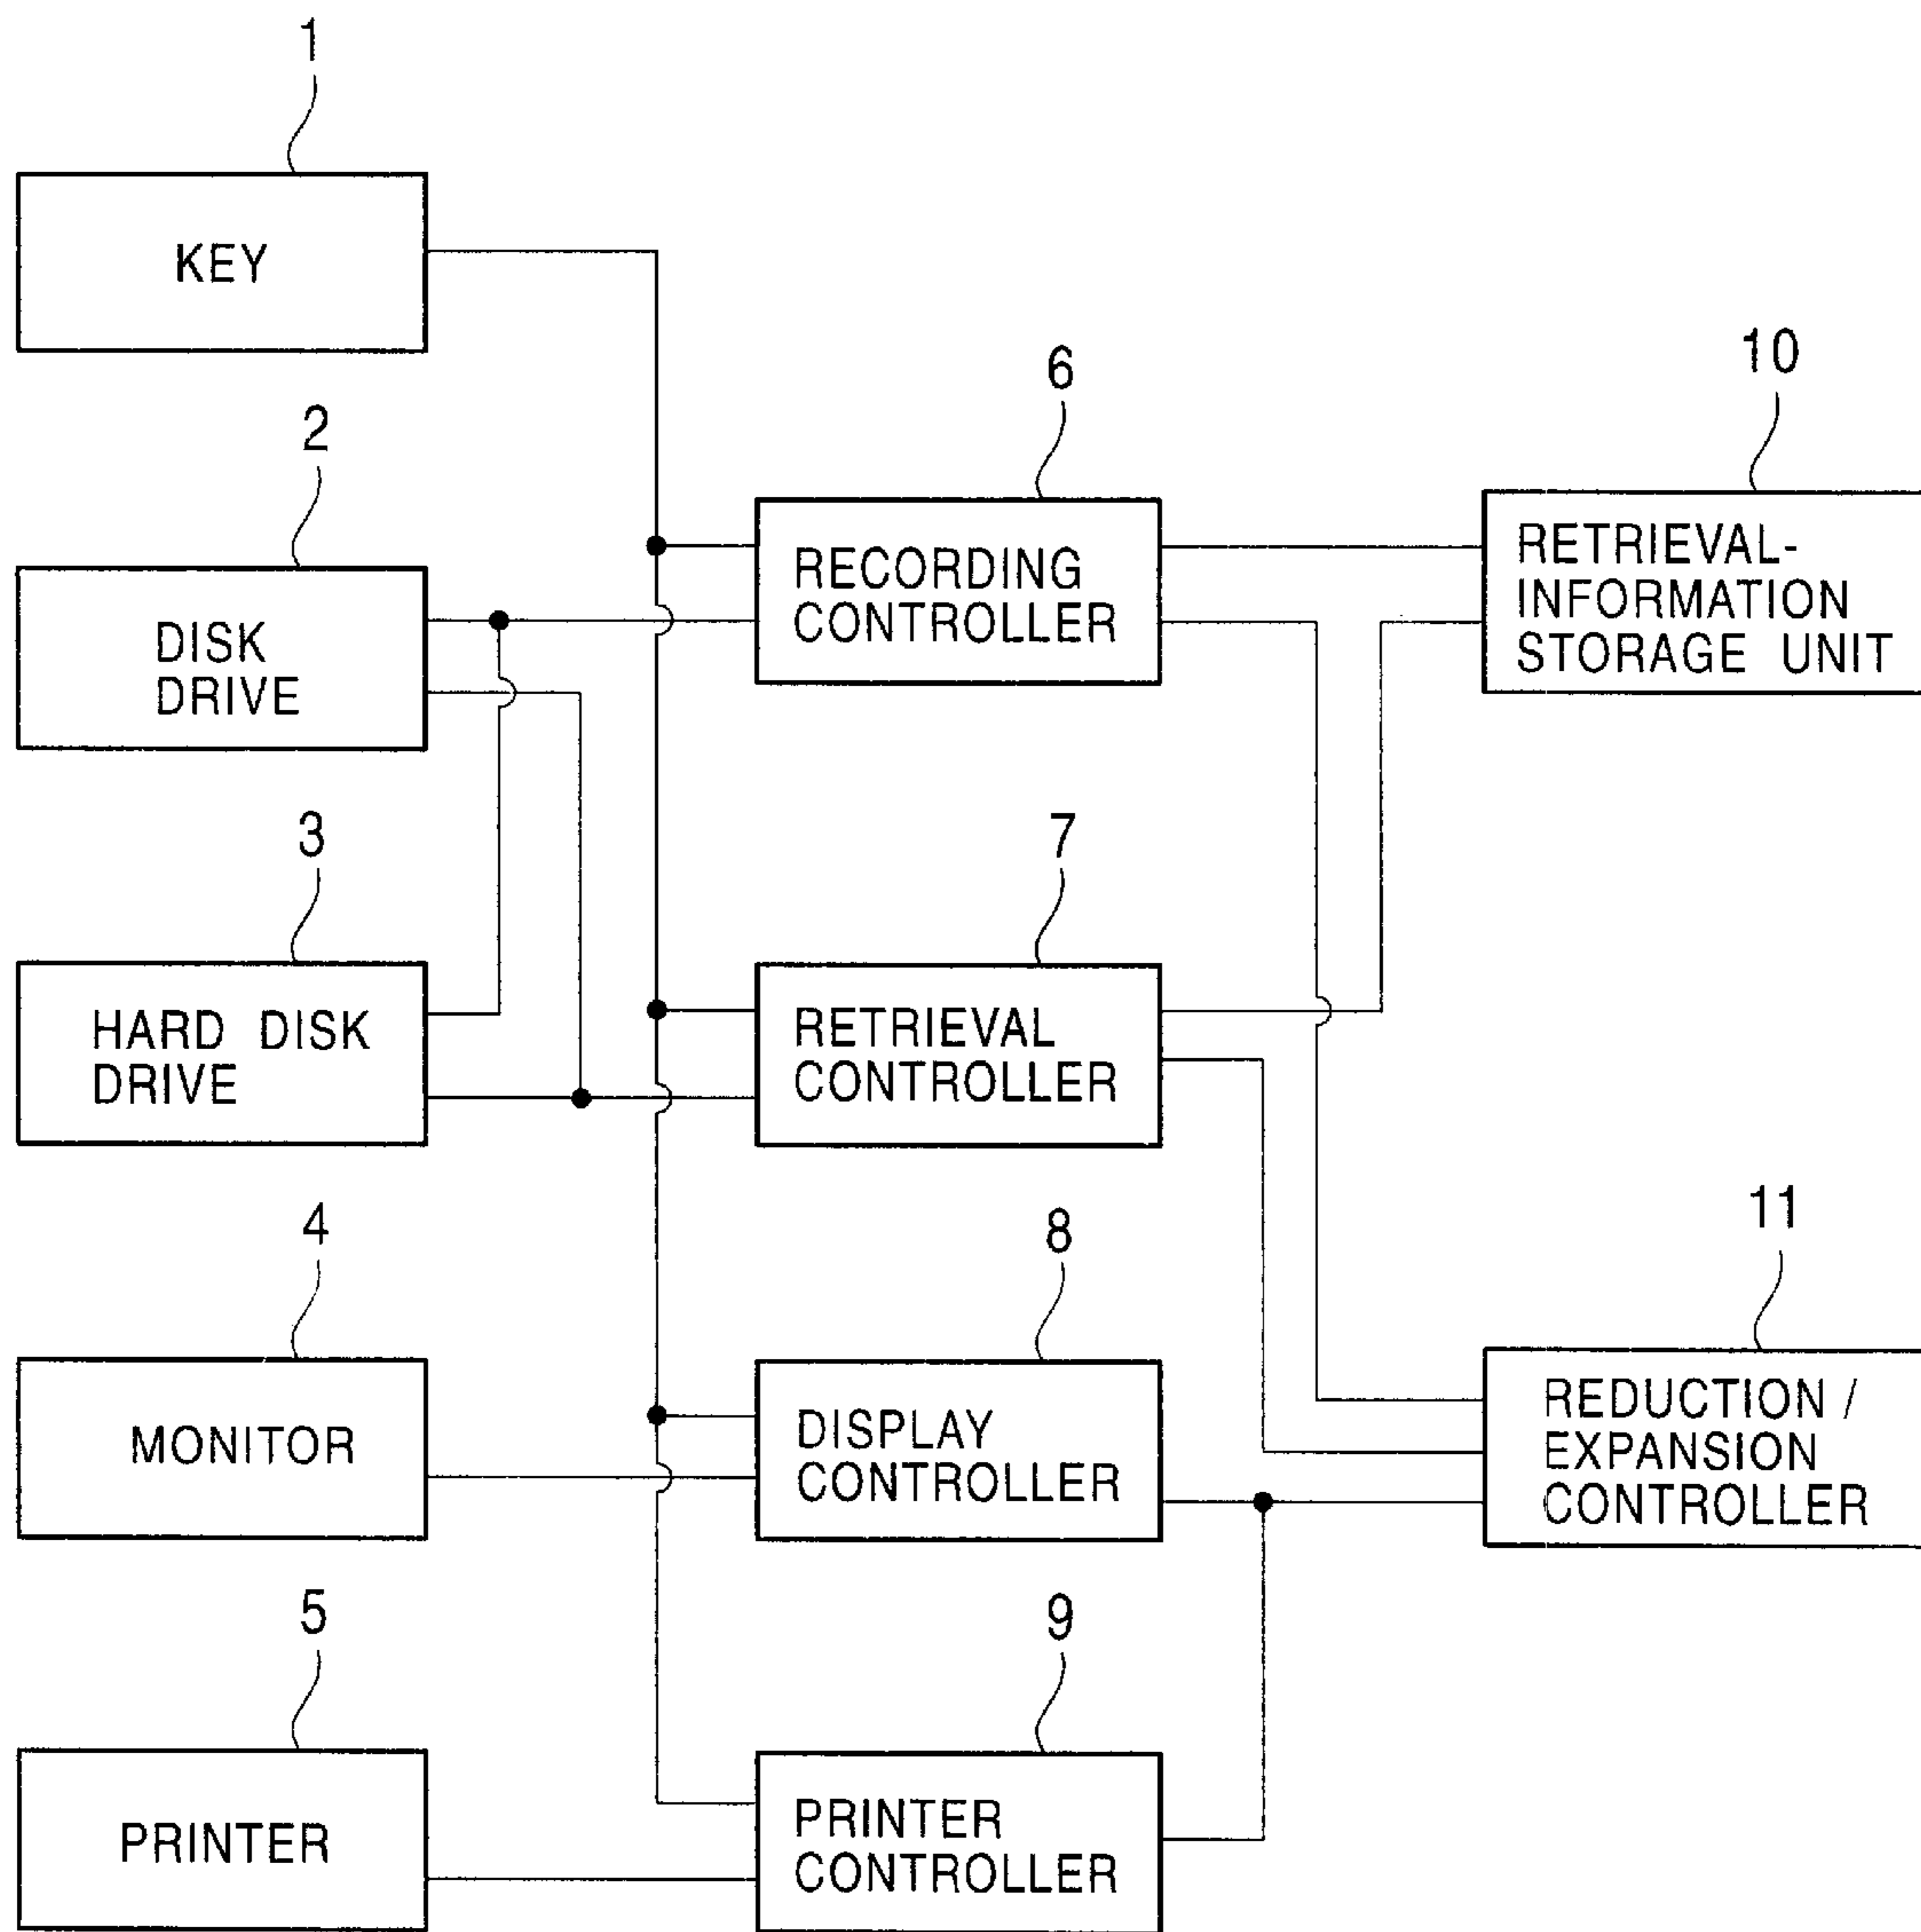 1
KEY
2
DISK
DRIVE
3
HARD DISK
DRIVE
4
MONITOR
5
PRINTER
6
RECORDING
CONTROLLER
7
RETRIEVAL
CONTROLLER
8
DISPLAY
CONTROLLER
9
PRINTER
CONTROLLER
10
RETRIEVAL-
INFORMATION
STORAGE UNIT
11
REDUCTION /
EXPANSION
CONTROLLER